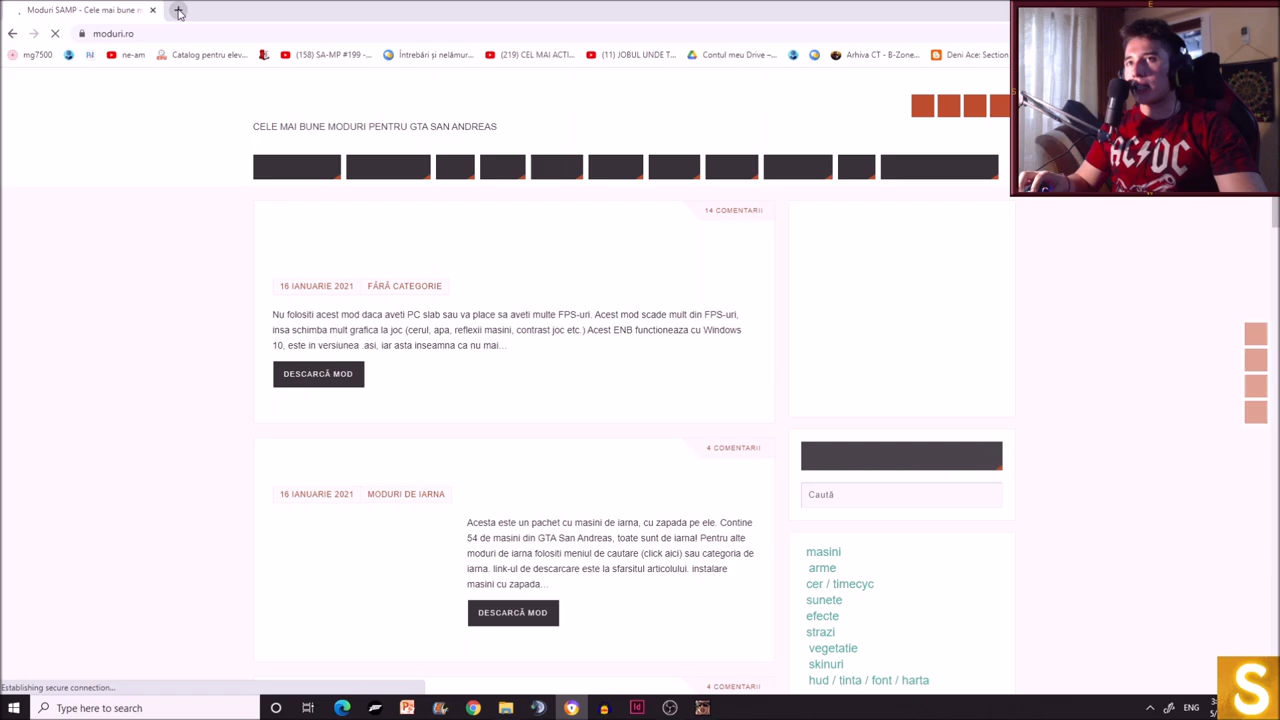 Moduri SAMP - Cele mai bune m
moduri.ro
mg7500
ne-am
Catalog pentru elev...
(158) SA-MP #199 -...
Întrebări și nelămur...
(219) CEL MAI ACTI...
(11) JOBUL UNDE T...
Contul meu Drive –...
Arhiva CT - B-Zone...
Deni Ace: Section
CELE MAI BUNE MODURI PENTRU GTA SAN ANDREAS
AC/DC
14 COMENTARII
16 IANUARIE 2021 FĂRĂ CATEGORIE
Nu folositi acest mod daca aveti PC slab sau va place sa aveti multe FPS-uri. Acest mod scade mult din FPS-uri,
insa schimba mult grafica la joc (cerul, apa, reflexii masini, contrast joc etc.) Acest ENB functioneaza cu Windows
10, este in versiunea .asi, iar asta inseamna ca nu mai...
DESCARCĂ MOD
4 COMENTARII
16 IANUARIE 2021 MODURI DE IARNA
Acesta este un pachet cu masini de iarna, cu zapada pe ele. Contine
54 de masini din GTA San Andreas, toate sunt de iarna! Pentru alte
moduri de iarna folositi meniul de cautare (click aici) sau categoria de
iarna. link-ul de descarcare este la sfarsitul articolului. instalare
masini cu zapada...
DESCARCĂ MOD
4 COMENTARII
Caută
masini
arme
cer / timecyc
sunete
efecte
strazi
vegetatie
skinuri
hud / tinta / font / harta
Establishing secure connection...
Type here to search
ENG
S